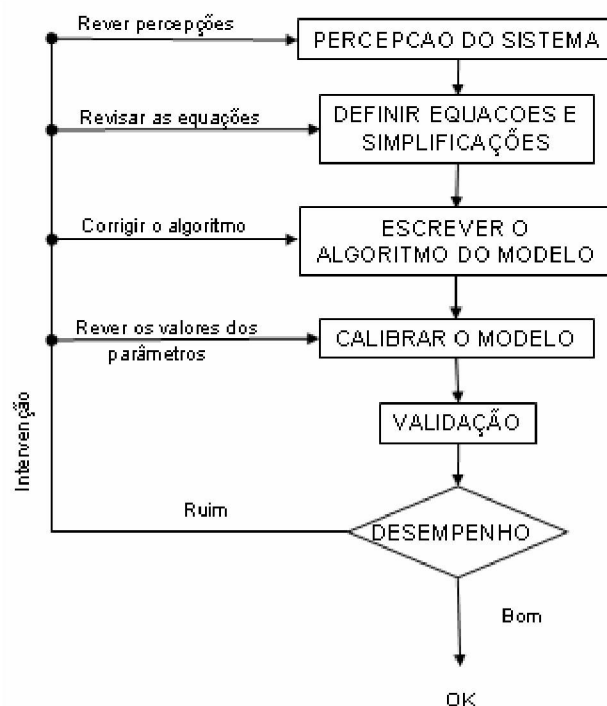 Rever percepções
PERCEPCAO DO SISTEMA
Revisar as equações
DEFINIR EQUACOES E
SIMPLIFICAÇÕES
Corrigir o algoritmo
ESCREVER O
ALGORITMO DO MODELO
Rever os valores dos
parâmetros
CALIBRAR O MODELO
Intervenção
VALIDAÇÃO
Ruim
DESEMPENHO
Bom
OK